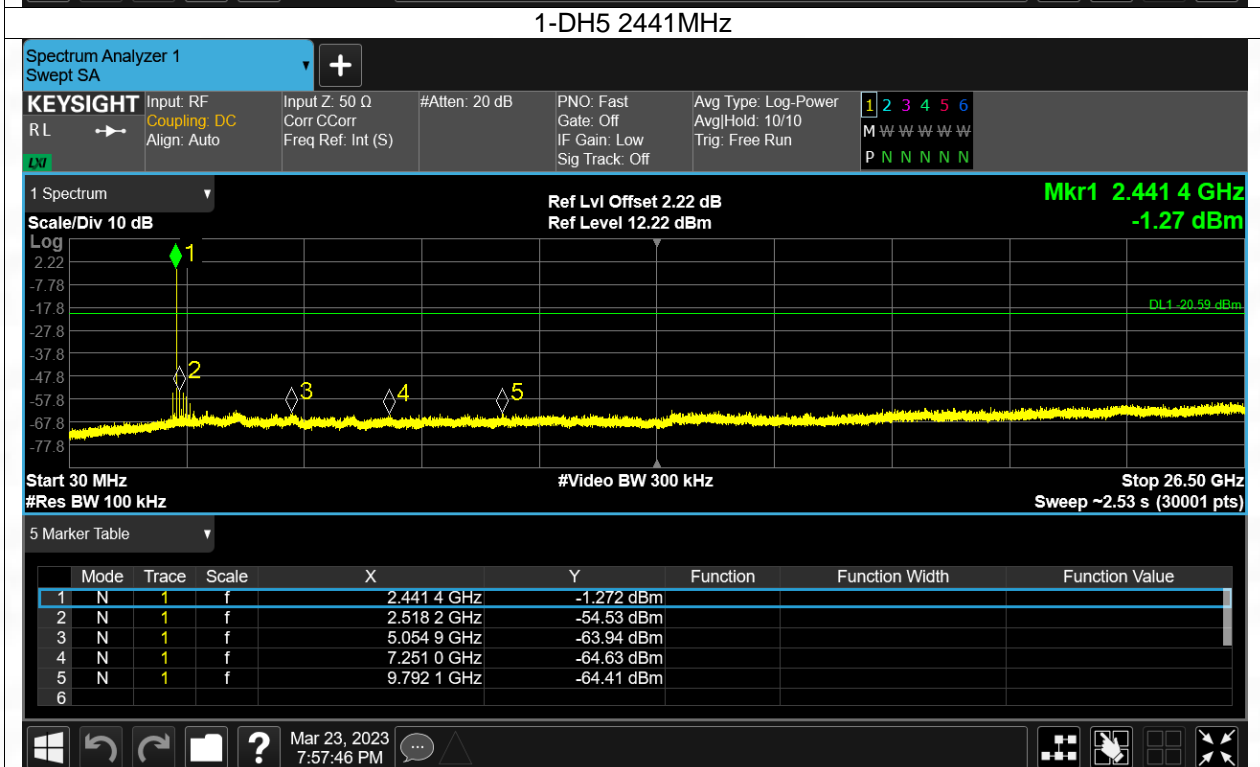 1-DH5 2441MHz
Spectrum Analyzer 1
Swept SA
+
KEYSIGHT
RL
LXI
Input: RF
Coupling: DC
Align: Auto
Input Z: 50 Ω
Corr CCorr
Freq Ref: Int (S)
#Atten: 20 dB
PNO: Fast
Gate: Off
IF Gain: Low
Sig Track: Off
Avg Type: Log-Power
Avg|Hold: 10/10
Trig: Free Run
1 2 3 4 5 6
M W W W W W
P N N N N N
1 Spectrum
Scale/Div 10 dB
Ref Lvl Offset 2.22 dB
Ref Level 12.22 dBm
Mkr1 2.441 4 GHz
-1.27 dBm
Log
2.22
-7.78
-17.8
-27.8
-37.8
-47.8
-57.8
-67.8
-77.8
1
2
3
4
5
DL1 -20.59 dBm
Start 30 MHz
#Video BW 300 kHz
Stop 26.50 GHz
#Res BW 100 kHz
Sweep ~2.53 s (30001 pts)
5 Marker Table
Mode Trace Scale X Y Function Function Width Function Value
1 N 1 f 2.441 4 GHz -1.272 dBm
2 N 1 f 2.518 2 GHz -54.53 dBm
3 N 1 f 5.054 9 GHz -63.94 dBm
4 N 1 f 7.251 0 GHz -64.63 dBm
5 N 1 f 9.792 1 GHz -64.41 dBm
6
?
Mar 23, 2023
7:57:46 PM